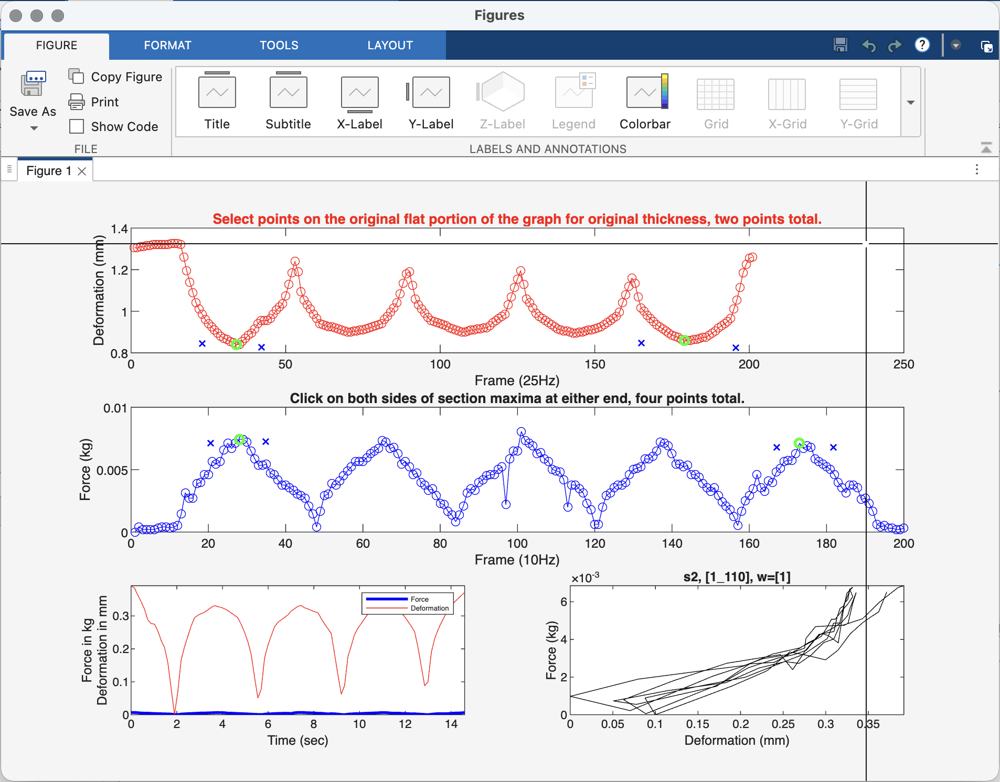 Figures
FIGURE FORMAT TOOLS LAYOUT
Save As
Copy Figure
Print
Show Code
FILE
Title Subtitle X-Label Y-Label Z-Label Legend Colorbar Grid X-Grid Y-Grid
LABELS AND ANNOTATIONS
Figure 1
Select points on the original flat portion of the graph for original thickness, two points total.
Deformation (mm)
1.4
1.2
1
0.8
0 50 100 150 200 250
Frame (25Hz)
Click on both sides of section maxima at either end, four points total.
Force (kg)
0.01
0.005
0
0 20 40 60 80 100 120 140 160 180 200
Frame (10Hz)
Force in kg
Deformation in mm
0.3
0.2
0.1
0
Force
Deformation
0 2 4 6 8 10 12 14
Time (sec)
s2, [1_110], w=[1]
×10-3
Force (kg)
6
4
2
0
0 0.05 0.1 0.15 0.2 0.25 0.3 0.35
Deformation (mm)